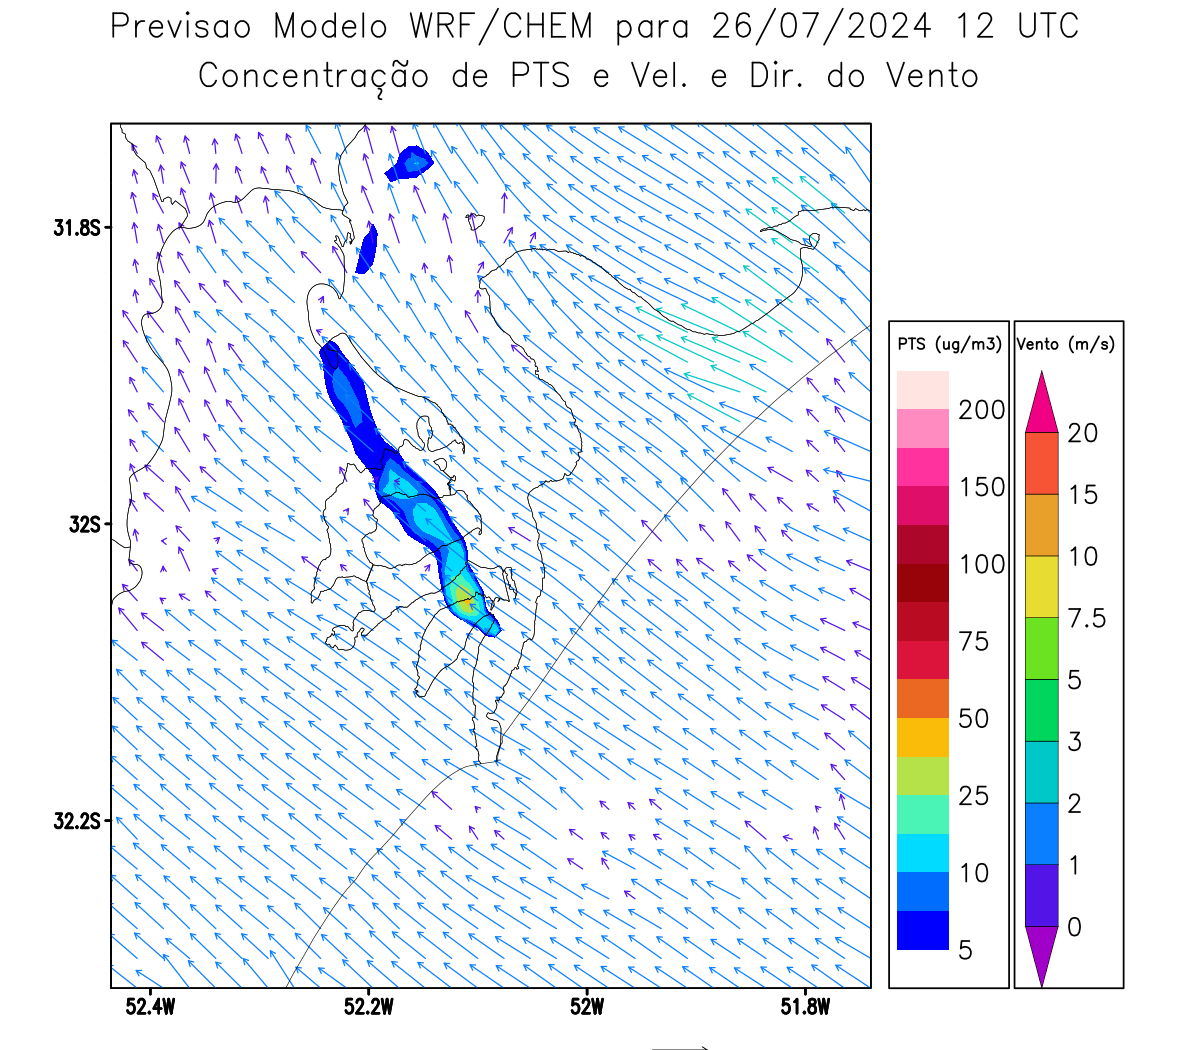 Previsao Modelo WRF/CHEM para 26/07/2024 12 UTC
Concentração de PTS e Vel. e Dir. do Vento
31.8S
32S
32.2S
52.4W 52.2W 52W 51.8W
PTS (ug/m3)
200
150
100
75
50
25
10
5
Vento (m/s)
20
15
10
7.5
5
3
2
1
0